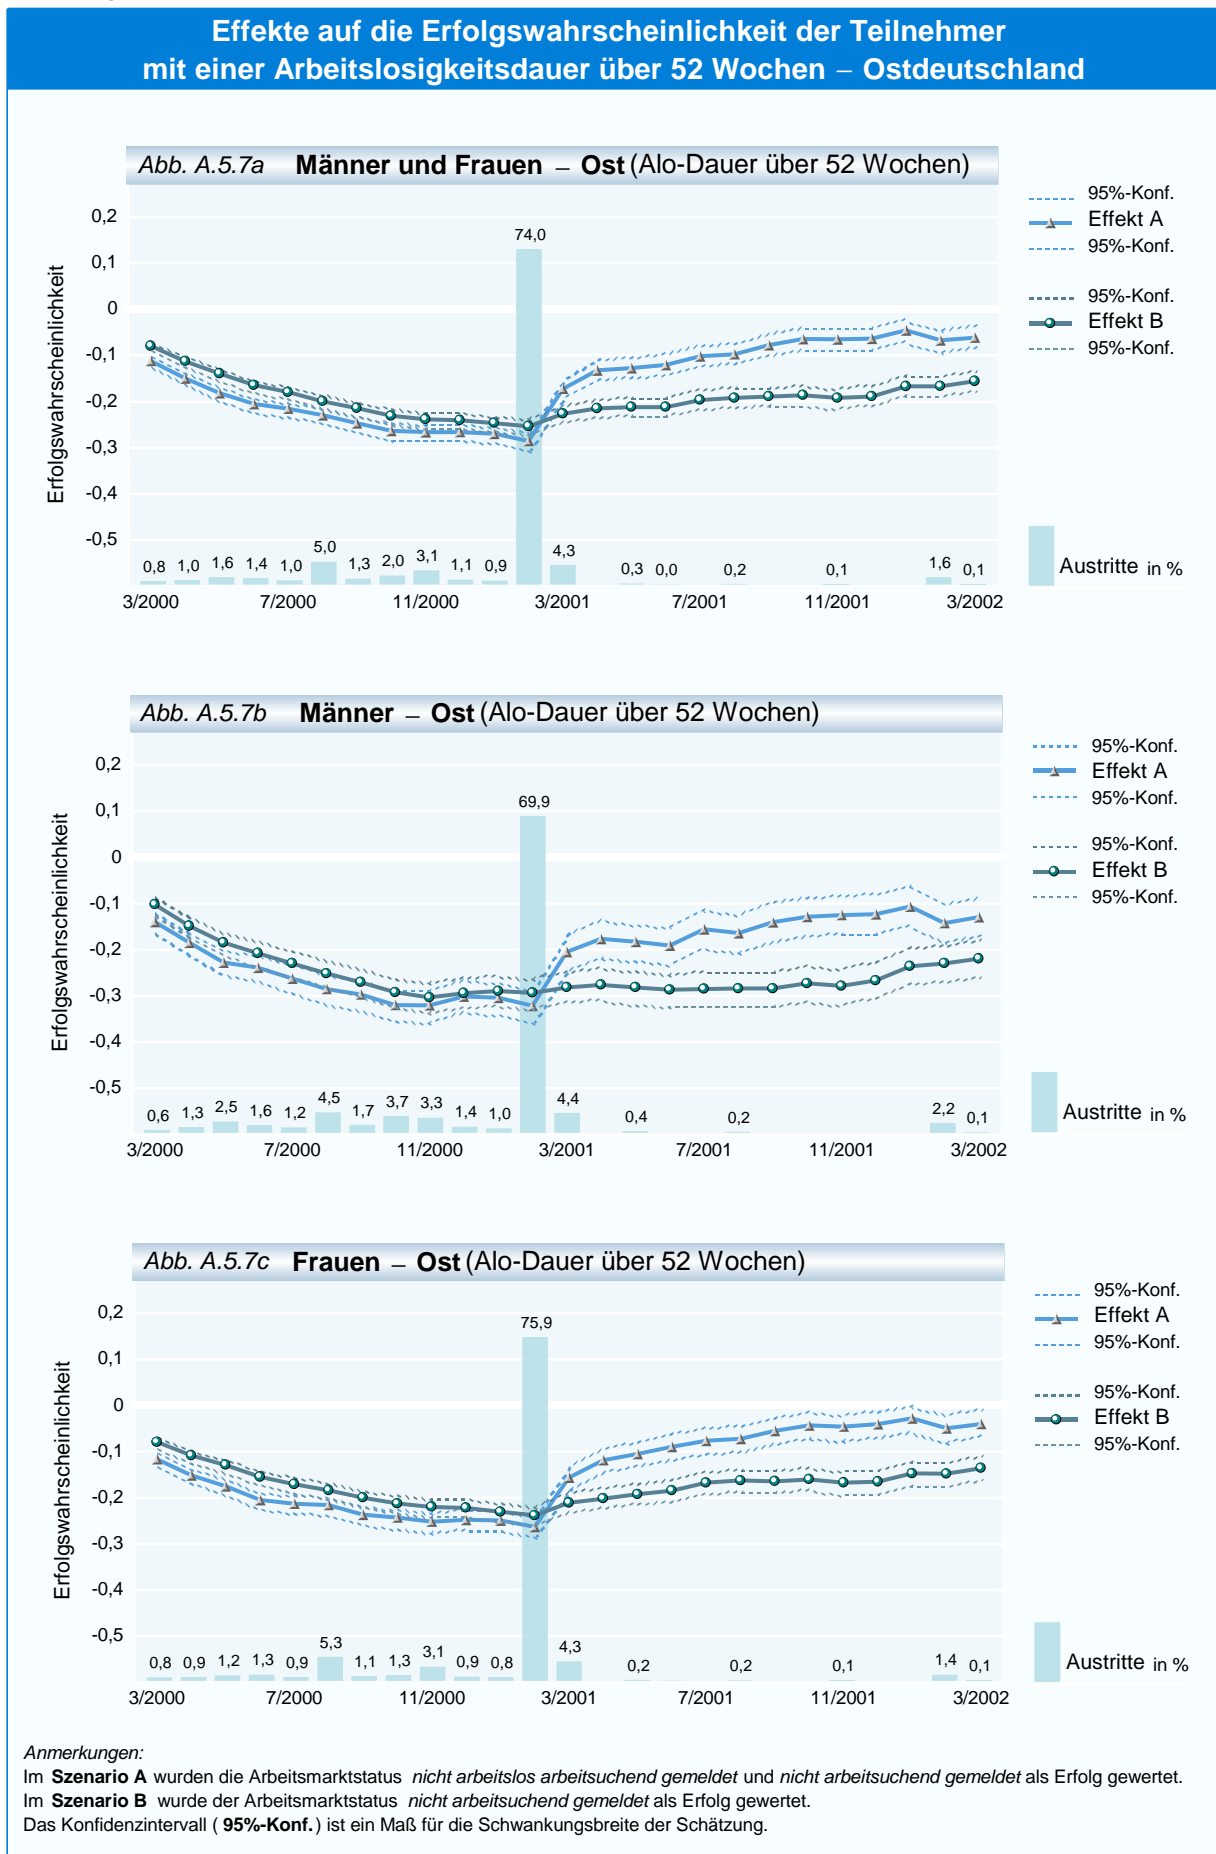 Effekte auf die Erfolgswahrscheinlichkeit der Teilnehmer
mit einer Arbeitslosigkeitsdauer über 52 Wochen – Ostdeutschland
Abb. A.5.7a Männer und Frauen – Ost (Alo-Dauer über 52 Wochen)
Erfolgswahrscheinlichkeit
0,2
0,1
0
-0,1
-0,2
-0,3
-0,4
-0,5
74,0
0,8 1,0 1,6 1,4 1,0 5,0 1,3 2,0 3,1 1,1 0,9 4,3 0,3 0,0 0,2 0,1 1,6 0,1
3/2000 7/2000 11/2000 3/2001 7/2001 11/2001 3/2002
95%-Konf.
Effekt A
95%-Konf.
95%-Konf.
Effekt B
95%-Konf.
Austritte in %
Abb. A.5.7b Männer – Ost (Alo-Dauer über 52 Wochen)
Erfolgswahrscheinlichkeit
0,2
0,1
0
-0,1
-0,2
-0,3
-0,4
-0,5
69,9
0,6 1,3 2,5 1,6 1,2 4,5 1,7 3,7 3,3 1,4 1,0 4,4 0,4 0,2 2,2 0,1
3/2000 7/2000 11/2000 3/2001 7/2001 11/2001 3/2002
95%-Konf.
Effekt A
95%-Konf.
95%-Konf.
Effekt B
95%-Konf.
Austritte in %
Abb. A.5.7c Frauen – Ost (Alo-Dauer über 52 Wochen)
Erfolgswahrscheinlichkeit
0,2
0,1
0
-0,1
-0,2
-0,3
-0,4
-0,5
75,9
0,8 0,9 1,2 1,3 0,9 5,3 1,1 1,3 3,1 0,9 0,8 4,3 0,2 0,2 0,1 1,4 0,1
3/2000 7/2000 11/2000 3/2001 7/2001 11/2001 3/2002
95%-Konf.
Effekt A
95%-Konf.
95%-Konf.
Effekt B
95%-Konf.
Austritte in %
Anmerkungen:
Im Szenario A wurden die Arbeitsmarktstatus nicht arbeitslos arbeitsuchend gemeldet und nicht arbeitsuchend gemeldet als Erfolg gewertet.
Im Szenario B wurde der Arbeitsmarktstatus nicht arbeitsuchend gemeldet als Erfolg gewertet.
Das Konfidenzintervall ( 95%-Konf. ) ist ein Maß für die Schwankungsbreite der Schätzung.